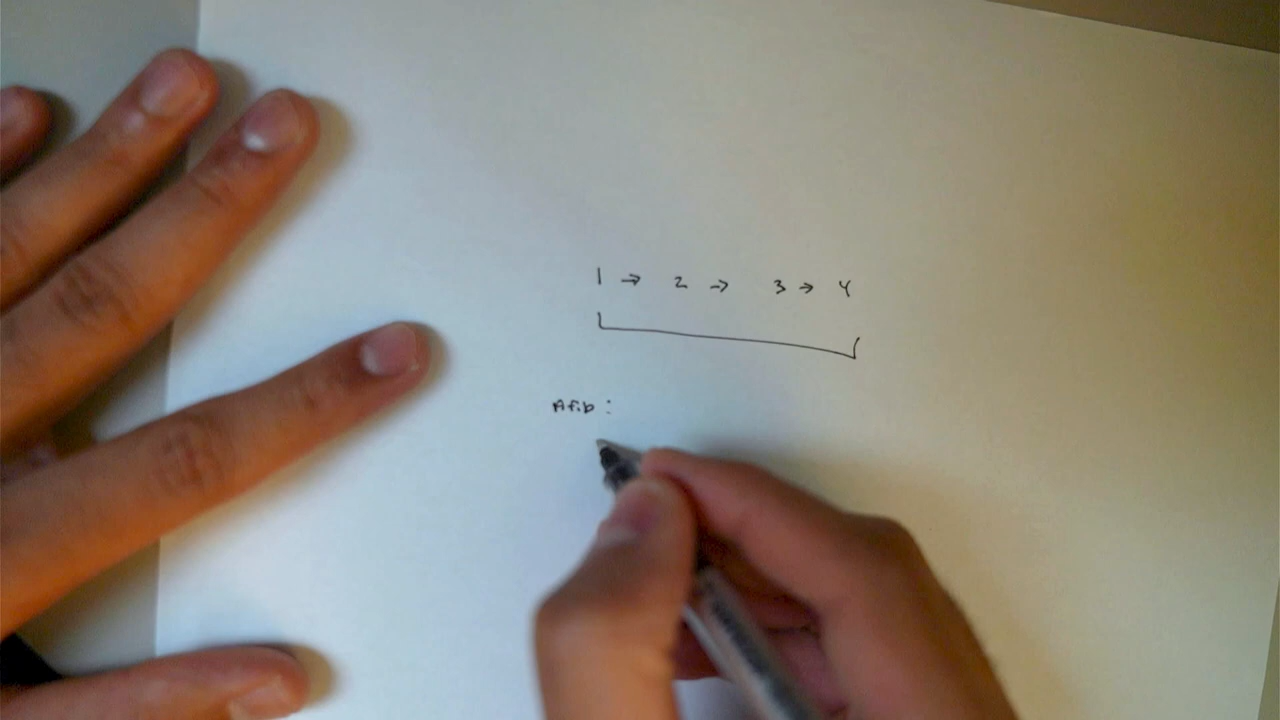 1 → 2 → 3 → 4
Afib: